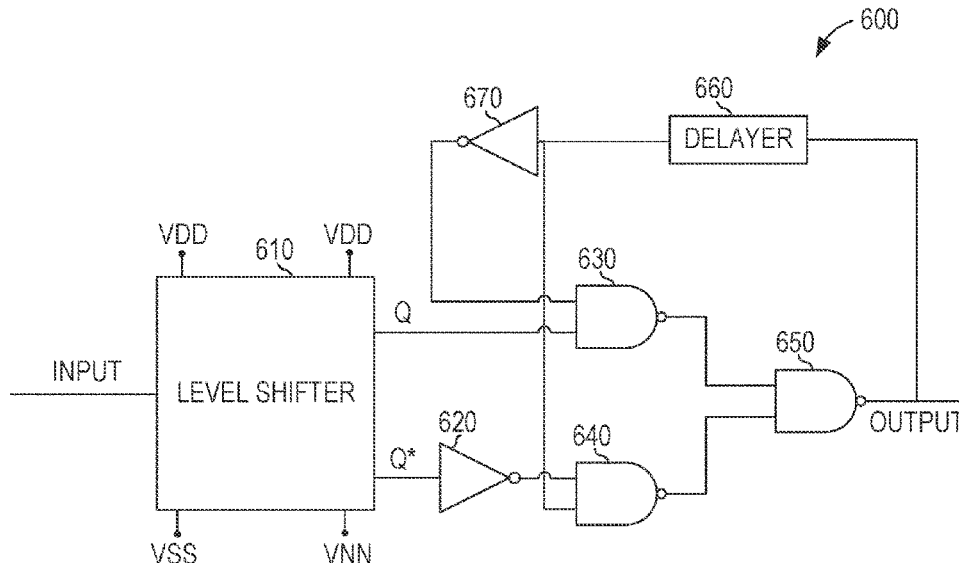 600
670
660
DELAYER
VDD
610
VDD
630
Q
650
INPUT
LEVEL SHIFTER
620
OUTPUT
Q*
640
VSS
VNN